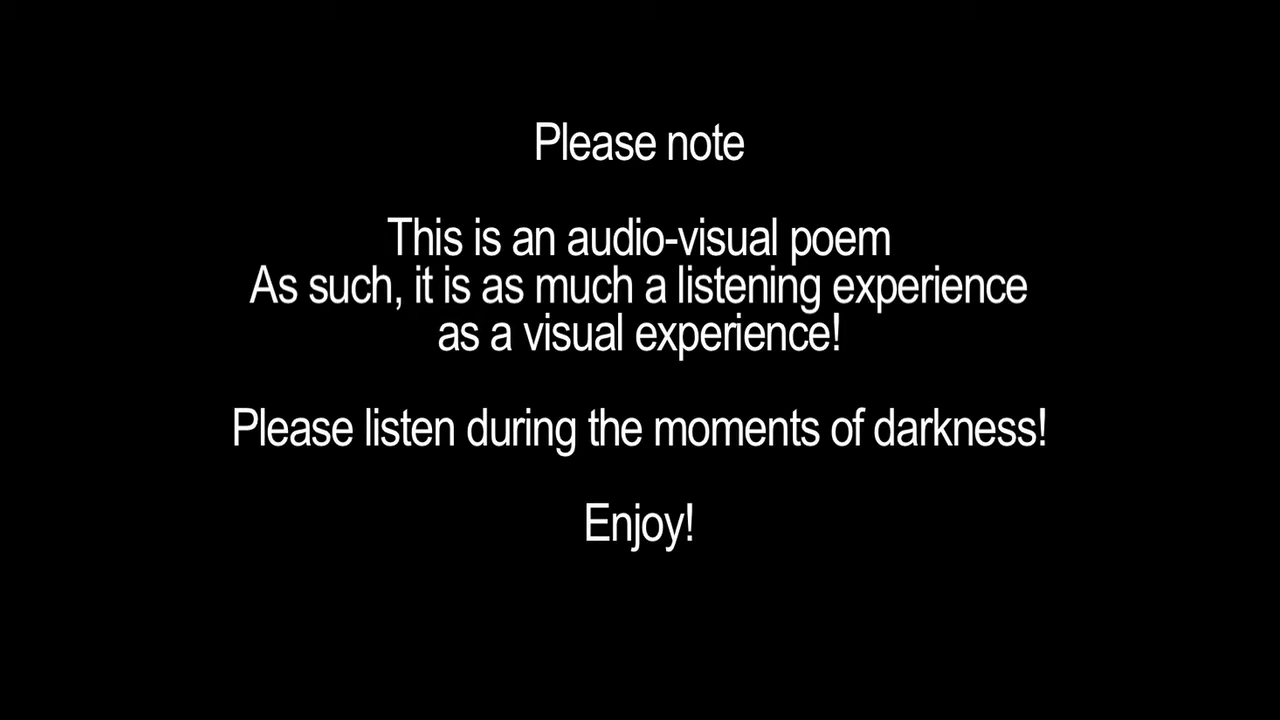 Please note
This is an audio-visual poem
As such, it is as much a listening experience
as a visual experience!
Please listen during the moments of darkness!
Enjoy!